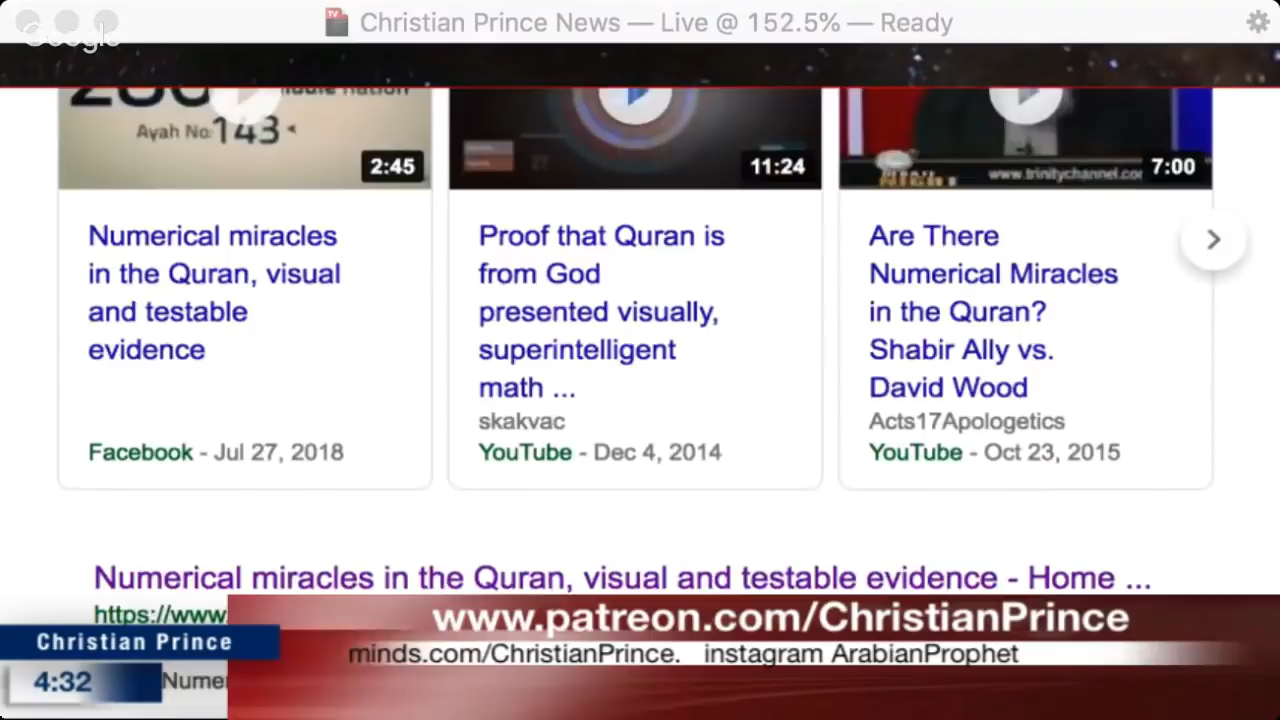 Christian Prince News — Live @ 152.5% — Ready
Google
Ayah No: 143
2:45
11:24
www.trinitychannel.com
7:00
Numerical miracles
in the Quran, visual
and testable
evidence
Facebook - Jul 27, 2018
Proof that Quran is
from God
presented visually,
superintelligent
math ...
skakvac
YouTube - Dec 4, 2014
Are There
Numerical Miracles
in the Quran?
Shabir Ally vs.
David Wood
Acts17Apologetics
YouTube - Oct 23, 2015
Numerical miracles in the Quran, visual and testable evidence - Home ...
https://www
www.patreon.com/ChristianPrince
Christian Prince
minds.com/ChristianPrince. instagram ArabianProphet
4:32
Numer